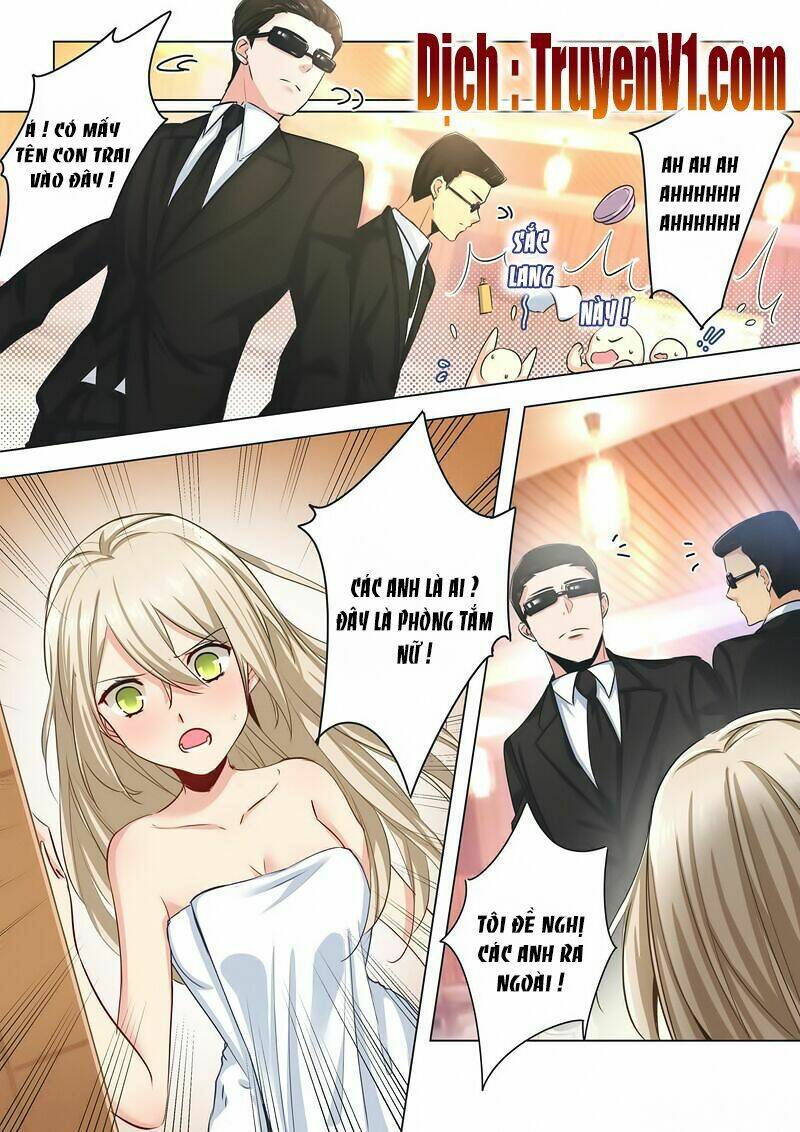 Dịch : TruyenV1.com
Á ! CÓ MẤY
TÊN CON TRAI
VÀO ĐÂY !
AH AH AH
AHHHHHH
AHHHHHH
SẮC
LANG
NÀY !
CÁC ANH LÀ AI ?
ĐÂY LÀ PHÒNG TẮM
NỮ !
TÔI ĐỀ NGHỊ
CÁC ANH RA
NGOÀI !